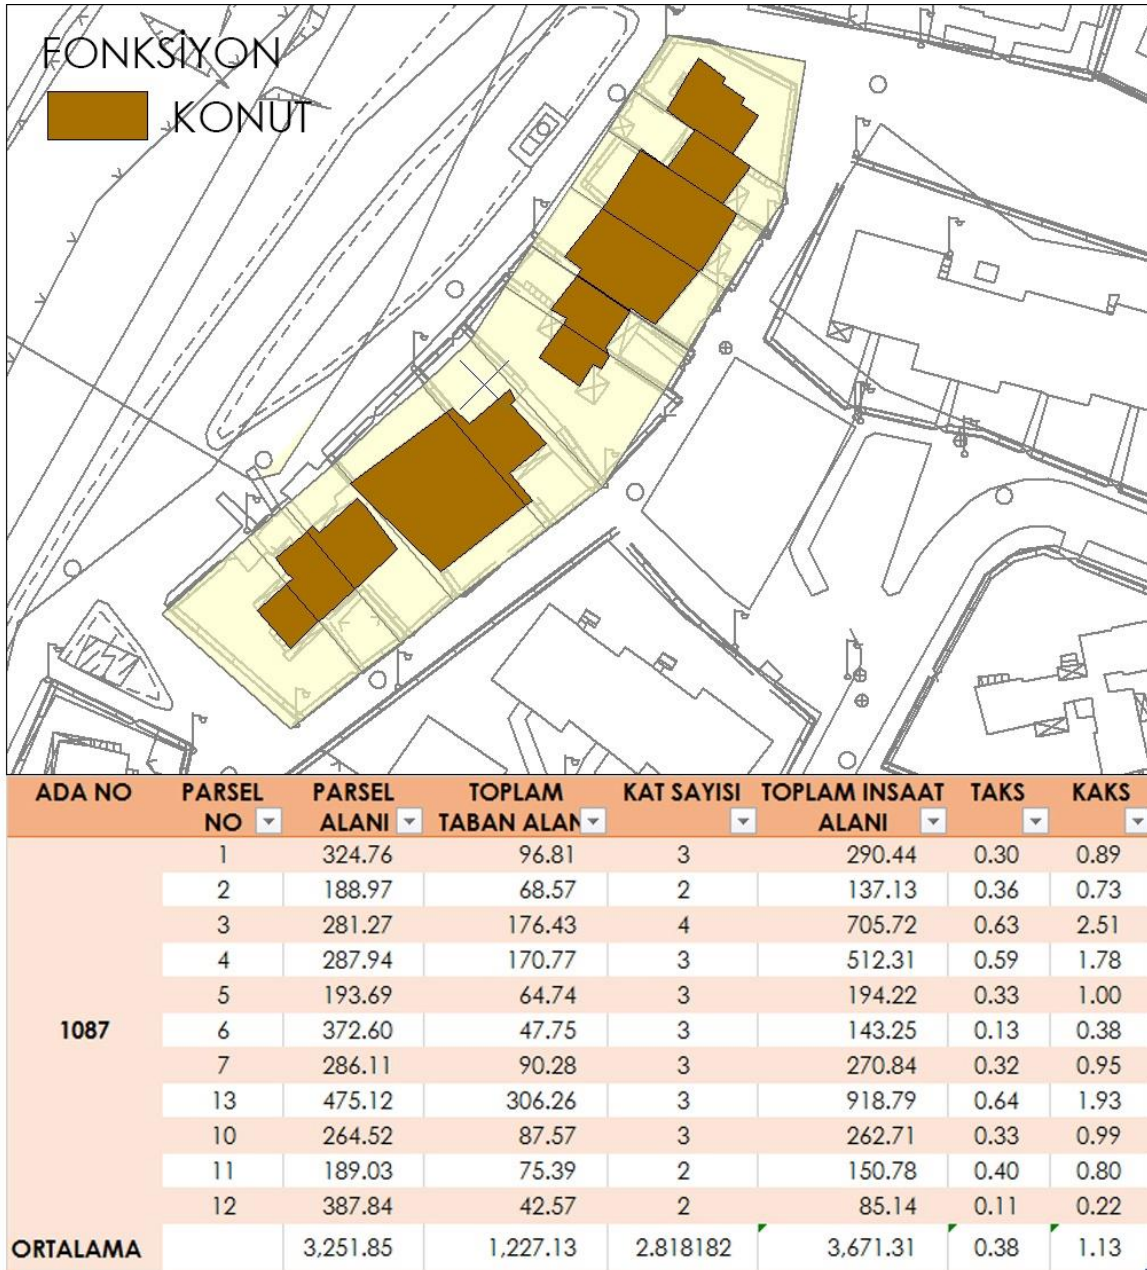 FONKSİYON
KONUT
ADA NO PARSEL NO PARSEL ALANI TOPLAM TABAN ALAN KAT SAYISI TOPLAM INSAAT ALANI TAKS KAKS
1087
1 324.76 96.81 3 290.44 0.30 0.89
2 188.97 68.57 2 137.13 0.36 0.73
3 281.27 176.43 4 705.72 0.63 2.51
4 287.94 170.77 3 512.31 0.59 1.78
5 193.69 64.74 3 194.22 0.33 1.00
6 372.60 47.75 3 143.25 0.13 0.38
7 286.11 90.28 3 270.84 0.32 0.95
13 475.12 306.26 3 918.79 0.64 1.93
10 264.52 87.57 3 262.71 0.33 0.99
11 189.03 75.39 2 150.78 0.40 0.80
12 387.84 42.57 2 85.14 0.11 0.22
ORTALAMA 3,251.85 1,227.13 2.818182 3,671.31 0.38 1.13